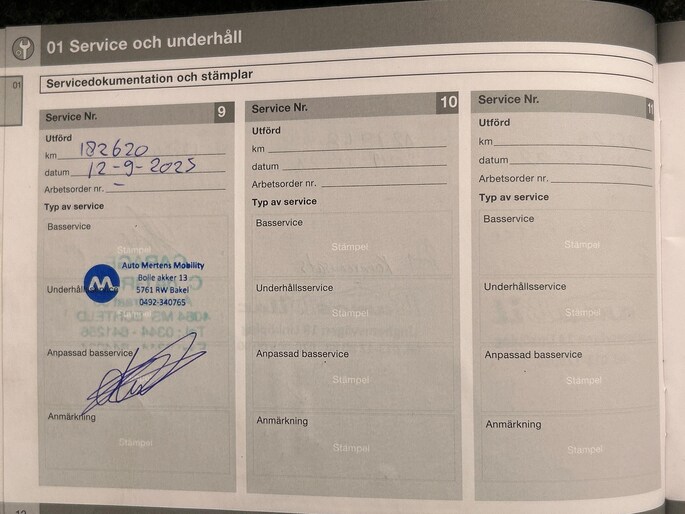 01 Service och underhåll
01
Servicedokumentation och stämplar
Service Nr. 9
Utförd
km 182620
datum 12-9-2025
Arbetsorder nr. -
Typ av service
Basservice
Stämpel
Auto Mertens Mobility
Bolle akker 13
5761 RW Bakel
0492-340765
Underhållsservice
Anpassad basservice
Anmärkning
Stämpel
Service Nr. 10
Utförd
km
datum
Arbetsorder nr.
Typ av service
Basservice
Stämpel
Underhållsservice
Stämpel
Anpassad basservice
Stämpel
Anmärkning
Stämpel
Service Nr. 11
Utförd
km
datum
Arbetsorder nr.
Typ av service
Basservice
Stämpel
Underhållsservice
Stämpel
Anpassad basservice
Stämpel
Anmärkning
Stämpel